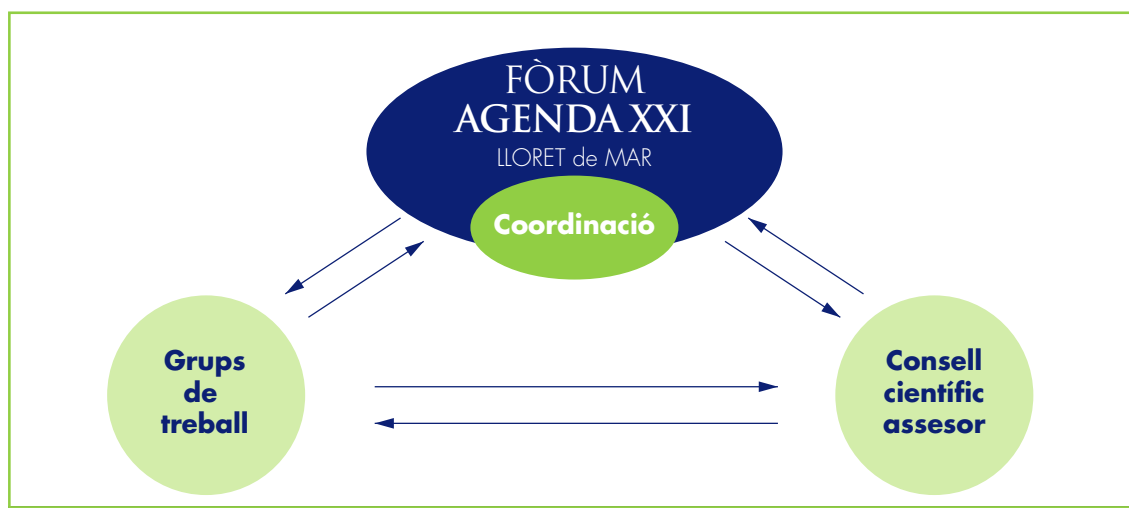 FÒRUM
AGENDA XXI
LLORET de MAR
Coordinació
Grups
de
treball
Consell
científic
assesor